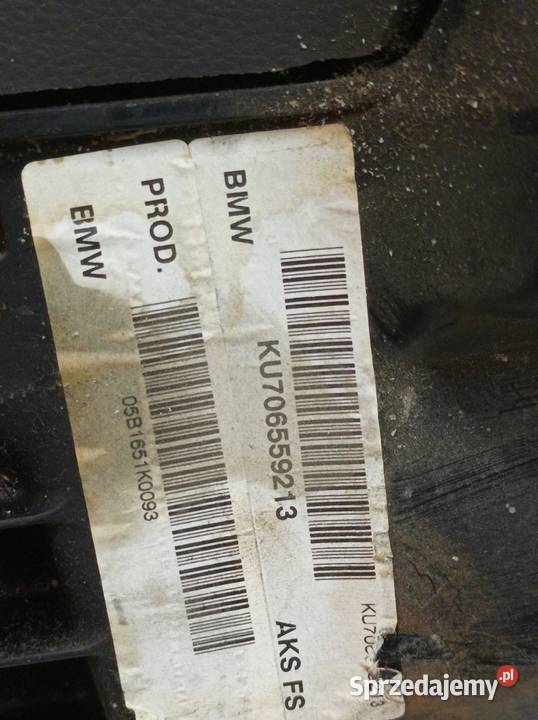 BMW
KU706559213
AKS FS
PROD.
BMW
05B1651K0093
Sprzedajemy.pl